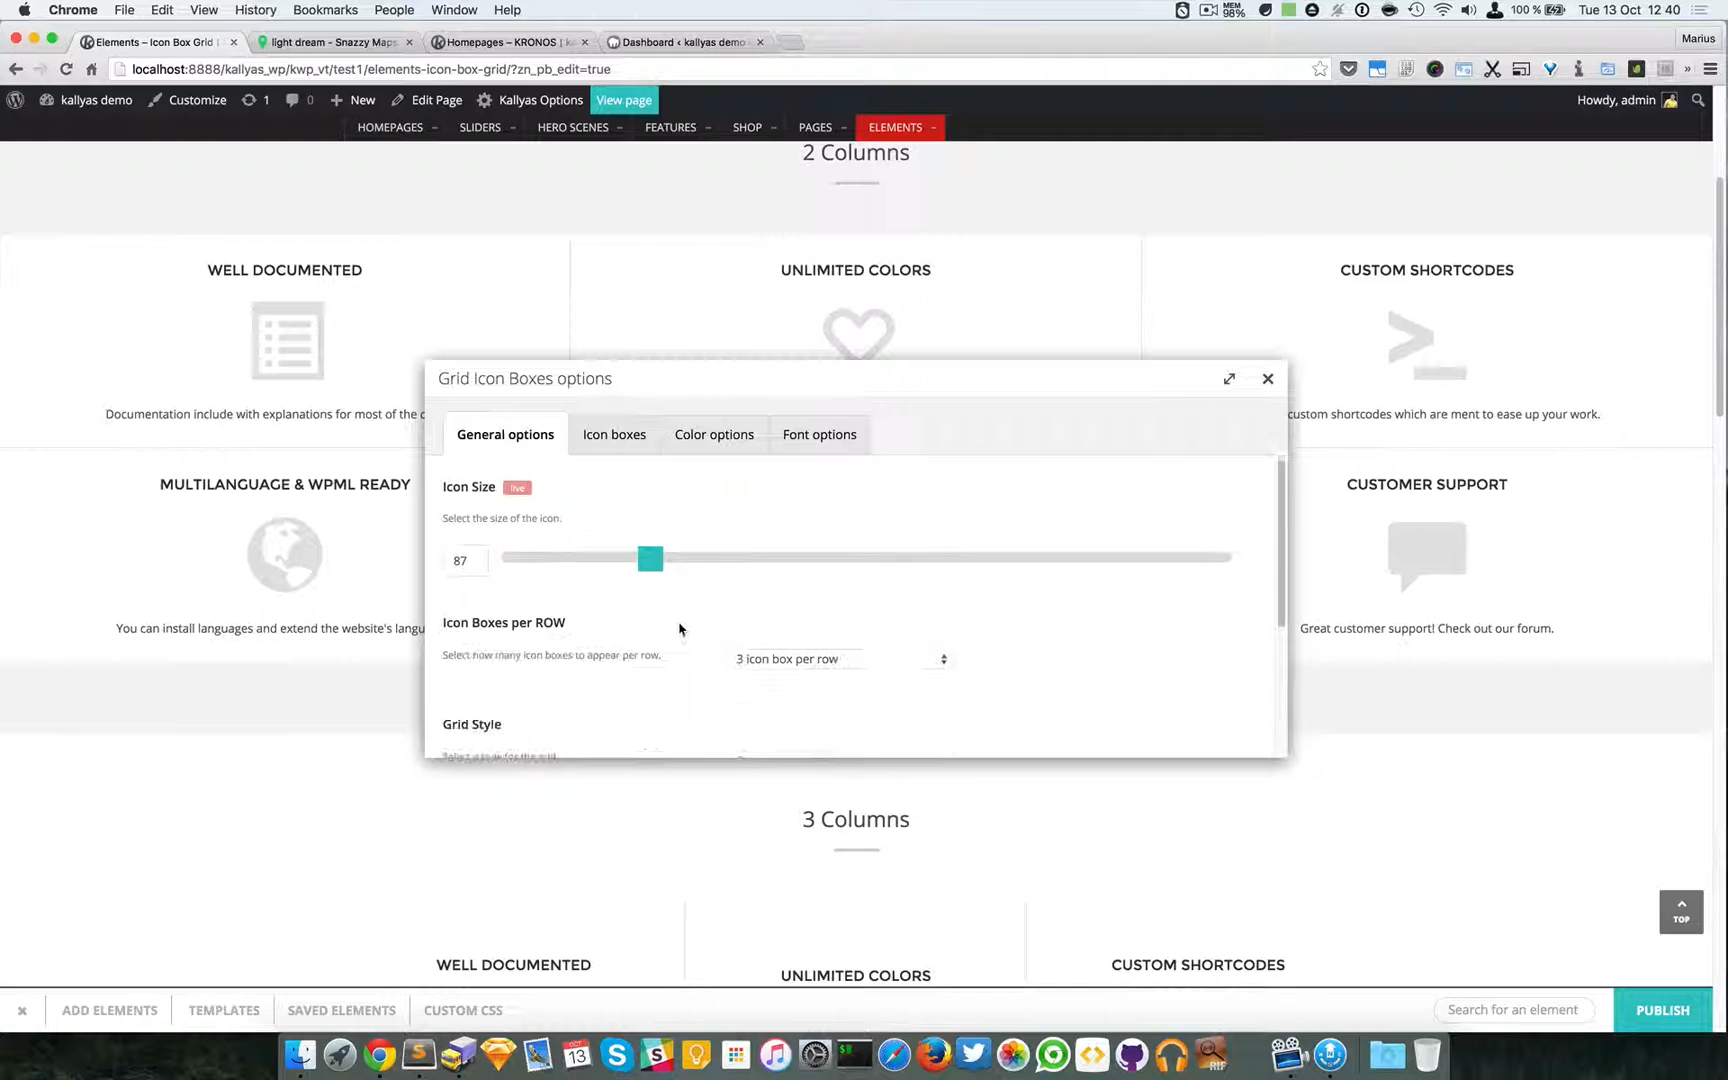 Chrome File Edit View History Bookmarks People Window Help
MEM 98% 100 % Tue 13 Oct 12 40
Elements – Icon Box Grid
light dream - Snazzy Maps
Homepages – KRONOS | ka
Dashboard ‹ kallyas demo
Marius
localhost:8888/kallyas_wp/kwp_vt/test1/elements-icon-box-grid/?zn_pb_edit=true
kallyas demo Customize 1 0 New Edit Page Kallyas Options View page Howdy, admin
HOMEPAGES SLIDERS HERO SCENES FEATURES SHOP PAGES ELEMENTS
2 Columns
WELL DOCUMENTED UNLIMITED COLORS CUSTOM SHORTCODES
Documentation include with explanations for most of the
custom shortcodes which are ment to ease up your work.
MULTILANGUAGE & WPML READY
CUSTOMER SUPPORT
You can install languages and extend the website's
Great customer support! Check out our forum.
Grid Icon Boxes options
General options Icon boxes Color options Font options
Icon Size live
Select the size of the icon.
87
Icon Boxes per ROW
Select how many icon boxes to appear per row.
3 icon box per row
Grid Style
3 Columns
TOP
WELL DOCUMENTED UNLIMITED COLORS CUSTOM SHORTCODES
ADD ELEMENTS TEMPLATES SAVED ELEMENTS CUSTOM CSS Search for an element PUBLISH
OCT
13
RIF